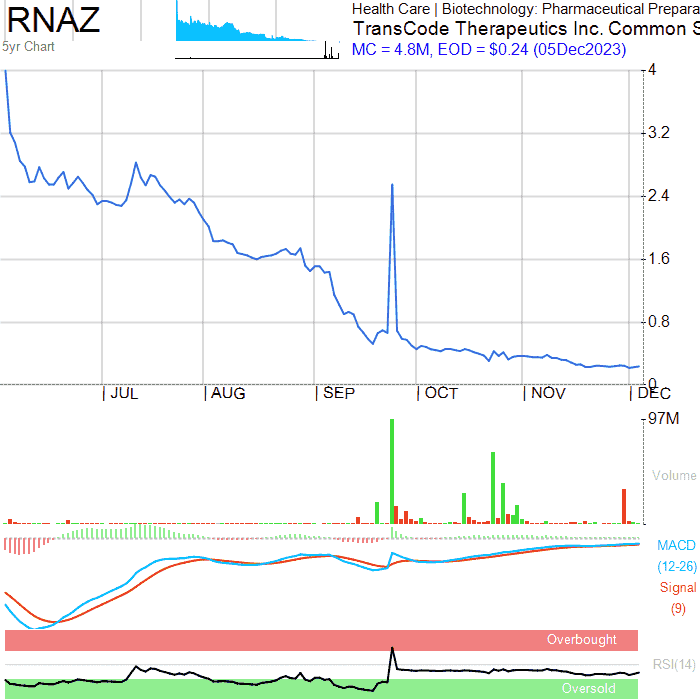 RNAZ
5yr Chart
Health Care | Biotechnology: Pharmaceutical Prepara
TransCode Therapeutics Inc. Common S
MC = 4.8M, EOD = $0.24 (05Dec2023)
4
3.2
2.4
1.6
0.8
0
JUL
AUG
SEP
OCT
NOV
DEC
97M
Volume
MACD
(12-26)
Signal
(9)
Overbought
RSI(14)
Oversold